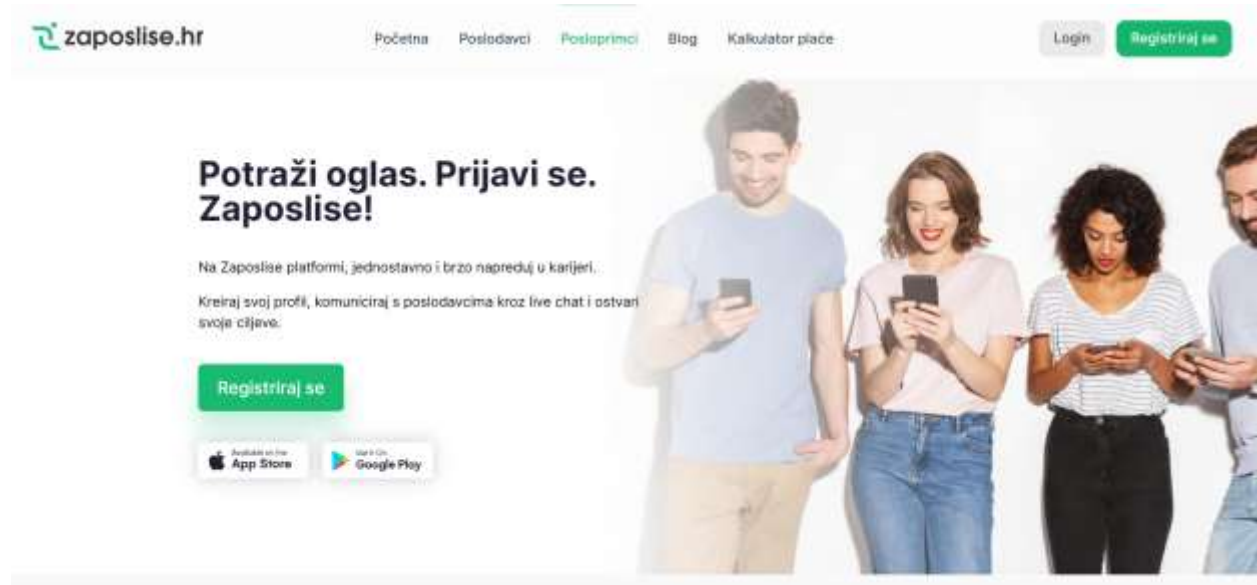 zaposlise.hr
Početna Poslodavci Posloprimci Blog Kalkulator plaće
Login Registriraj se
Potraži oglas. Prijavi se.
Zaposlise!
Na Zaposlise platformi, jednostavno i brzo napreduj u karijeri.
Kreiraj svoj profil, komuniciraj s poslodavcima kroz live chat i ostvari
svoje ciljeve.
Registriraj se
App Store
Google Play